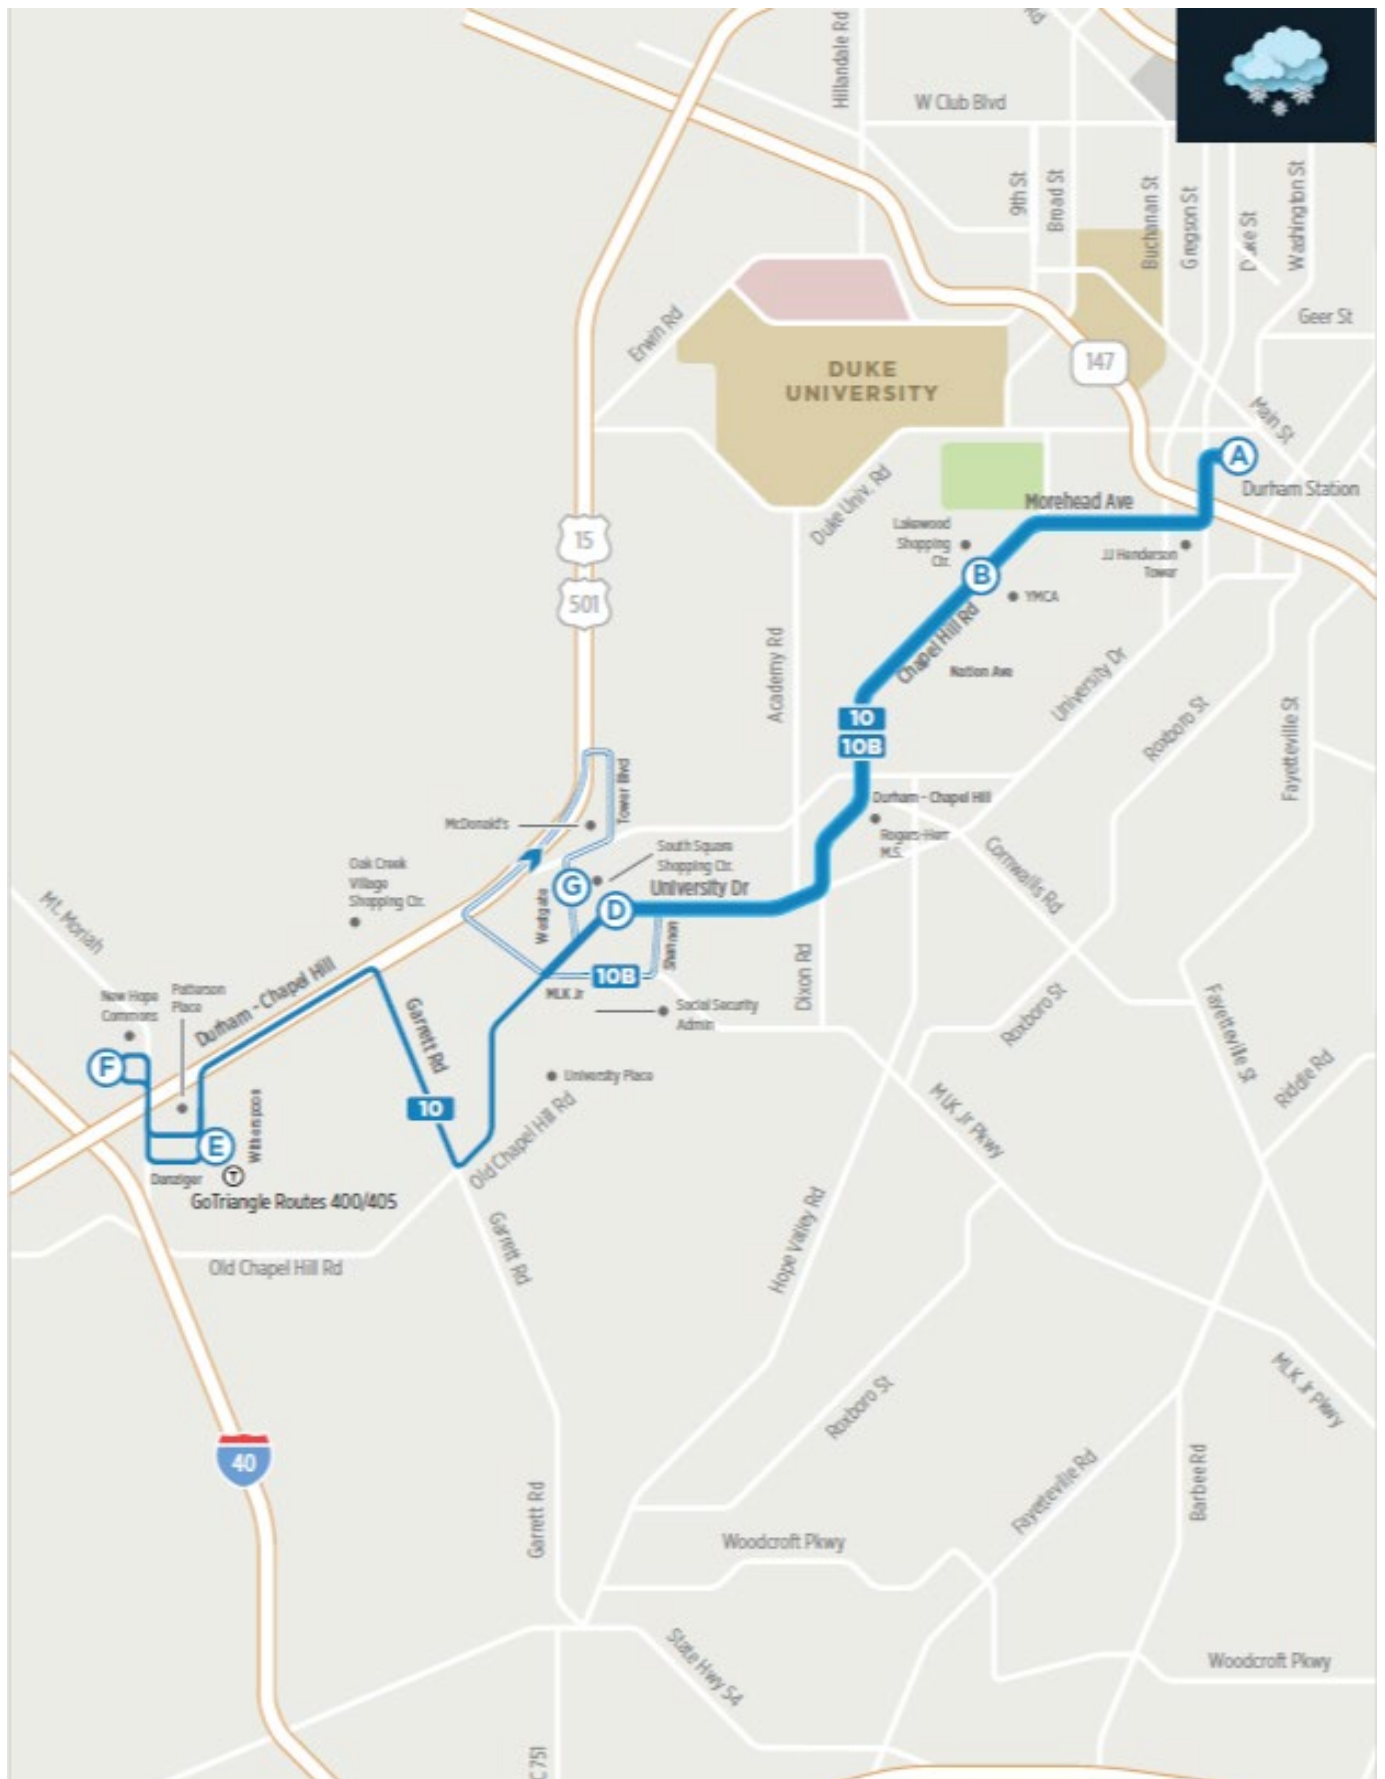 Hillandale Rd
Rd
W Club Blvd
9th St
Broad St
Buchanan St
Gregson St
Duke St
Washington St
Geer St
Erwin Rd
DUKE
UNIVERSITY
147
Main St
A
Durham Station
Duke Univ. Rd
Morehead Ave
Lakewood
Shopping
Ctr.
JJ Henderson
Tower
15
B
YMCA
501
Chapel Hill Rd
Nation Ave
Academy Rd
University Dr
Roxboro St
Fayetteville St
10
10B
Tower Blvd
Durham - Chapel Hill
McDonald's
Rogers-Herr
M.S.
South Square
Shopping Ctr.
Cornwallis Rd
Oak Creek
Village
Shopping Ctr.
G
University Dr
D
Westgate
Shannon
Mt. Moriah
Durham - Chapel Hill
10B
MLK Jr
Dixon Rd
Patterson
Place
New Hope
Commons
Garrett Rd
Social Security
Admin
Roxboro St
Fayetteville St
F
University Place
Riddle Rd
10
Old Chapel Hill Rd
MLK Jr Pkwy
Witherspoon
E
Danziger
T
GoTriangle Routes 400/405
Garrett Rd
Hope Valley Rd
Old Chapel Hill Rd
MLK Jr Pkwy
Roxboro St
40
Garrett Rd
Fayetteville Rd
Barbee Rd
Woodcroft Pkwy
State Hwy 54
Woodcroft Pkwy
C 751